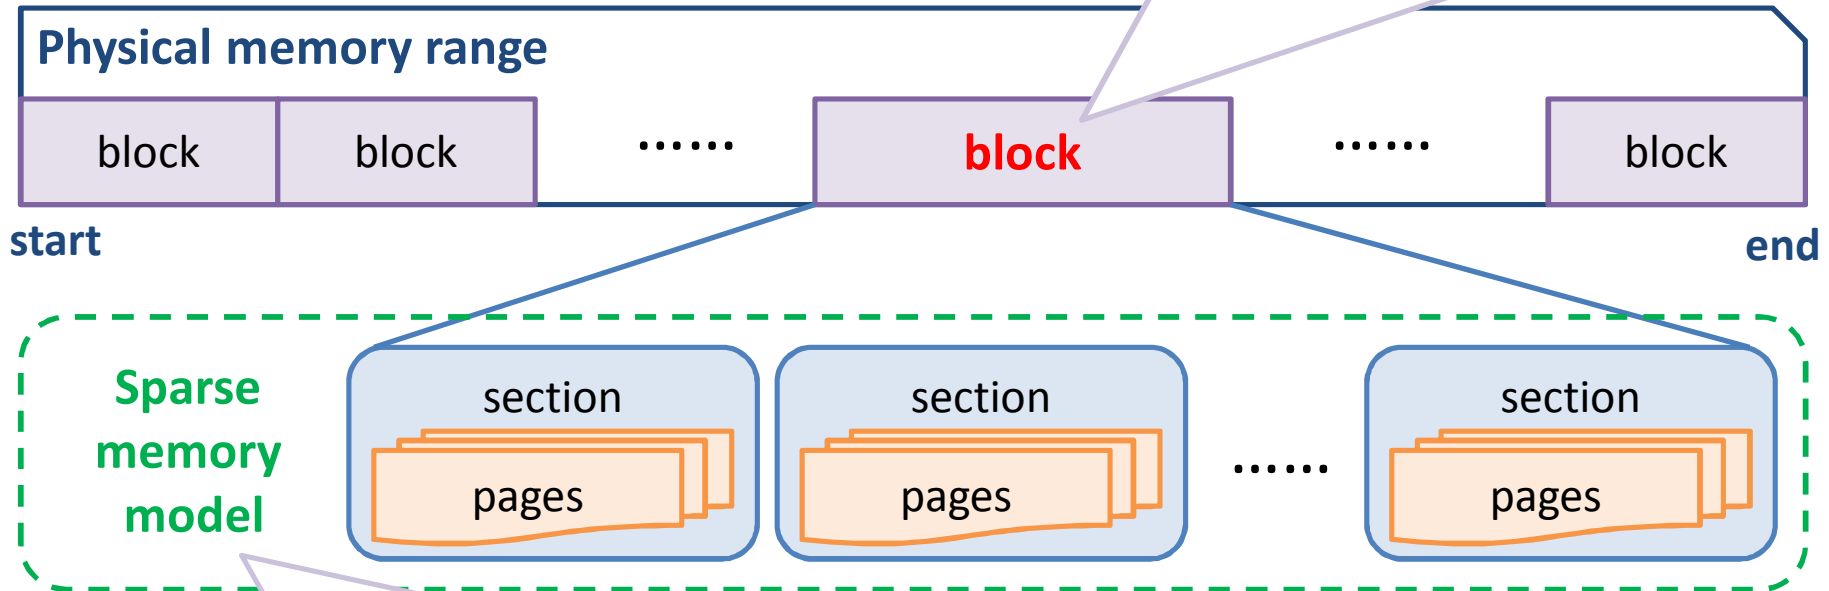 Physical memory range
block block ...... block ...... block
start end
Sparse
memory
model
section section section
pages pages ...... pages